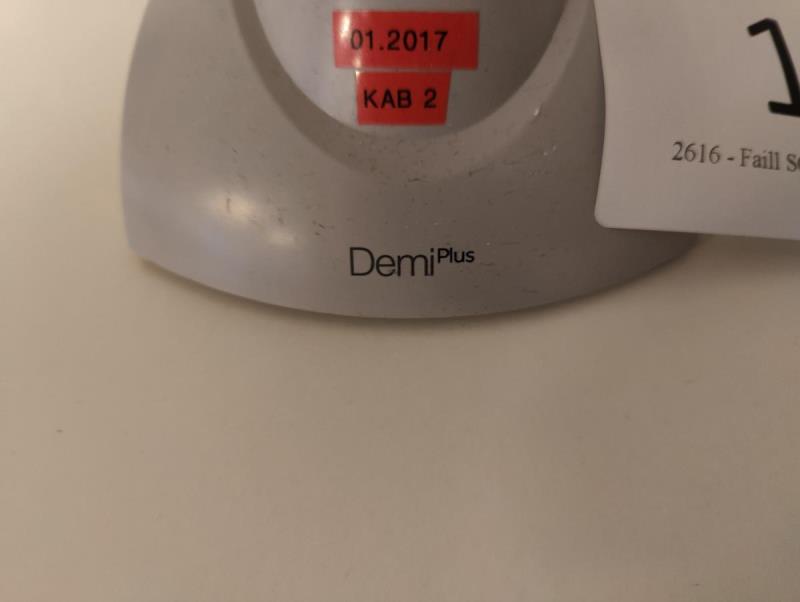 01.2017
KAB 2
Demi Plus
2616 - Faill